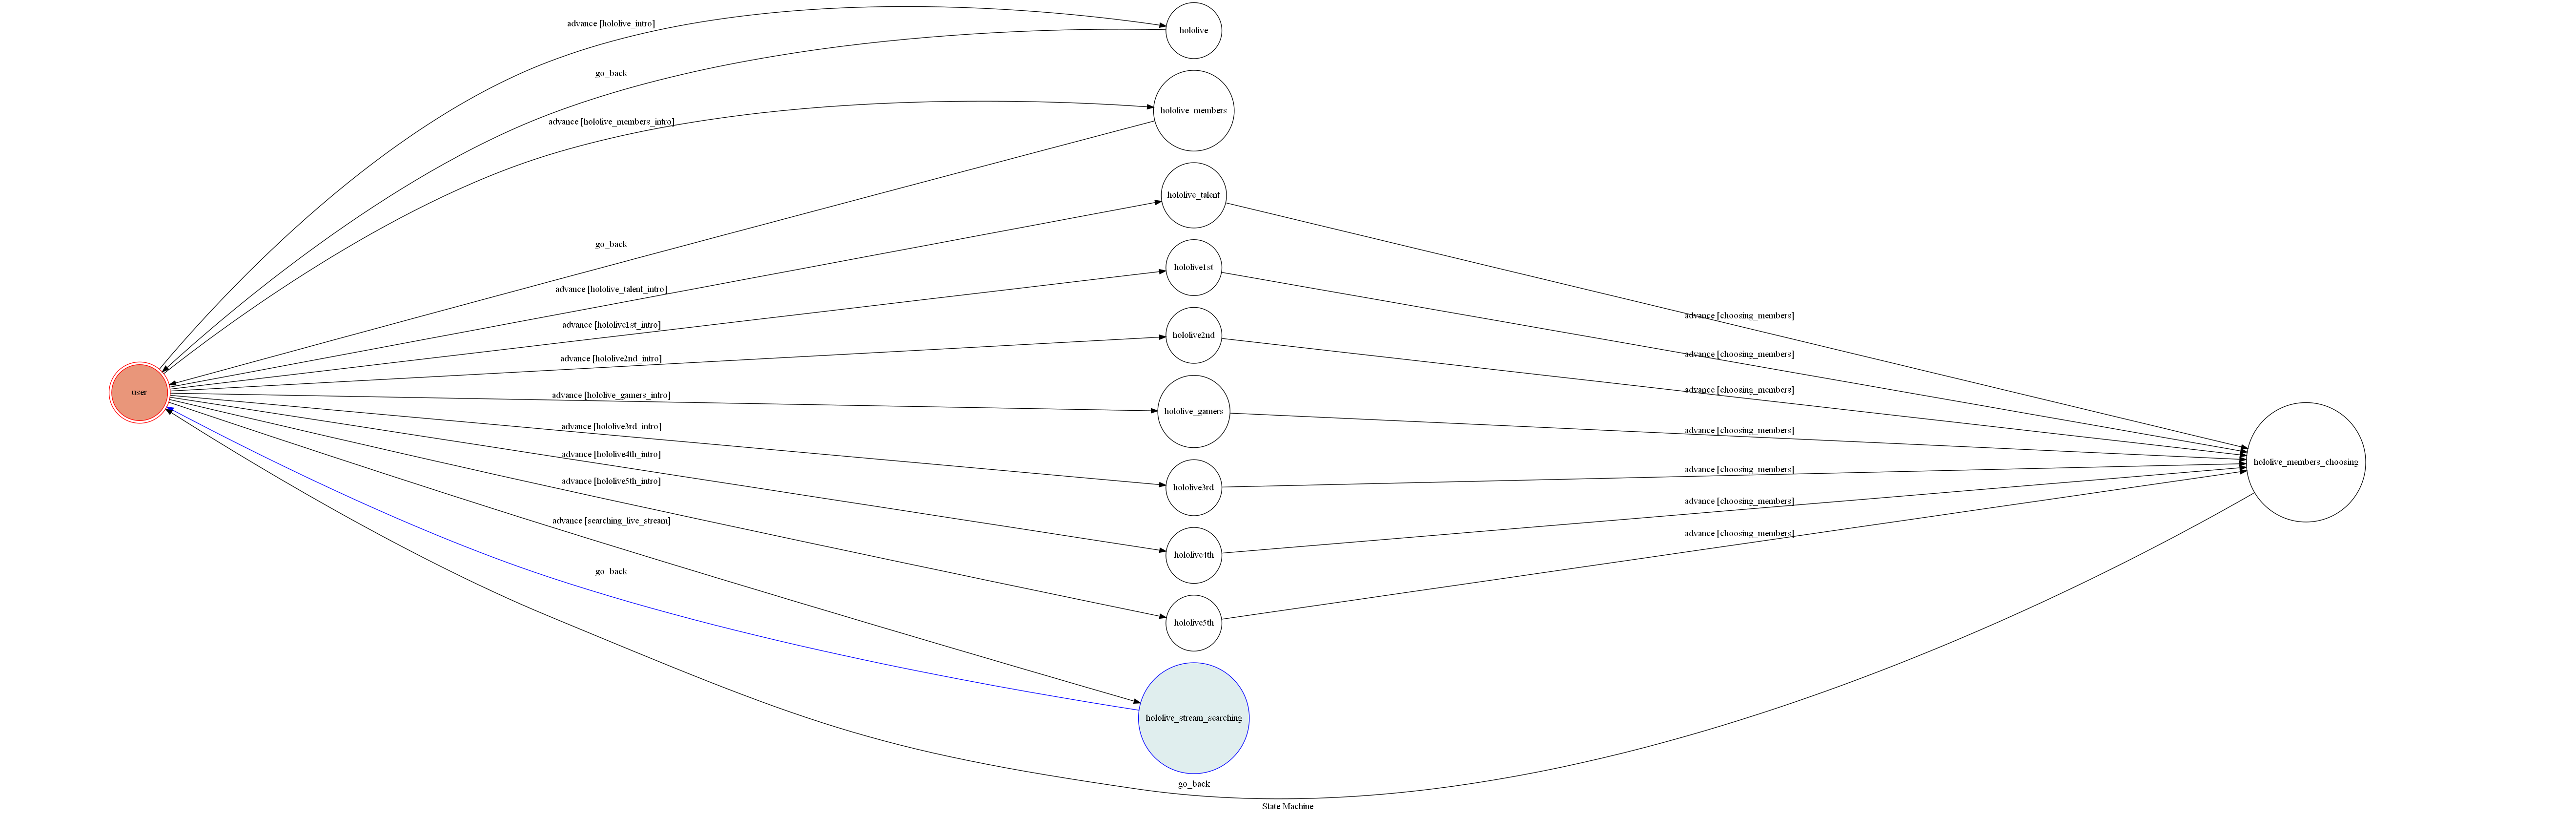 advance [hololive_intro]
hololive
go_back
hololive_members
advance [hololive_members_intro]
hololive_talent
go_back
hololive1st
advance [hololive_talent_intro]
advance [choosing_members]
advance [hololive1st_intro]
hololive2nd
advance [choosing_members]
advance [hololive2nd_intro]
advance [choosing_members]
user
advance [hololive_gamers_intro]
hololive_gamers
advance [hololive3rd_intro]
advance [choosing_members]
advance [hololive4th_intro]
hololive_members_choosing
advance [choosing_members]
advance [hololive5th_intro]
hololive3rd
advance [choosing_members]
advance [searching_live_stream]
advance [choosing_members]
hololive4th
go_back
hololive5th
hololive_stream_searching
go_back
State Machine